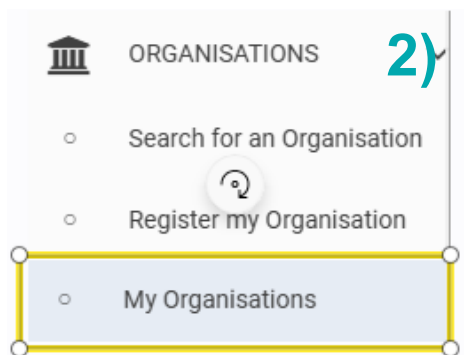 ORGANISATIONS 2)
Search for an Organisation
Register my Organisation
My Organisations